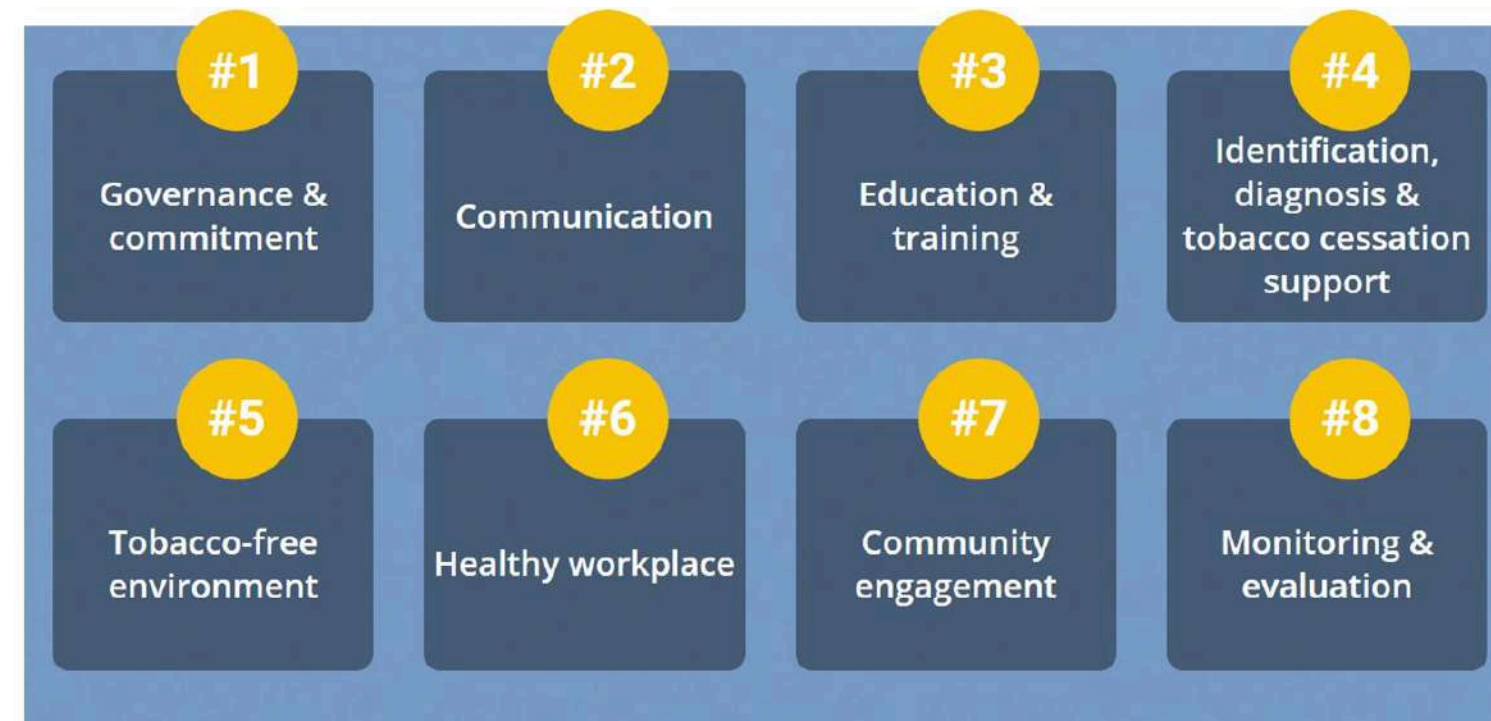 #1
Governance &
commitment
#2
Communication
#3
Education &
training
#4
Identification,
diagnosis &
tobacco cessation
support
#5
Tobacco-free
environment
#6
Healthy workplace
#7
Community
engagement
#8
Monitoring &
evaluation